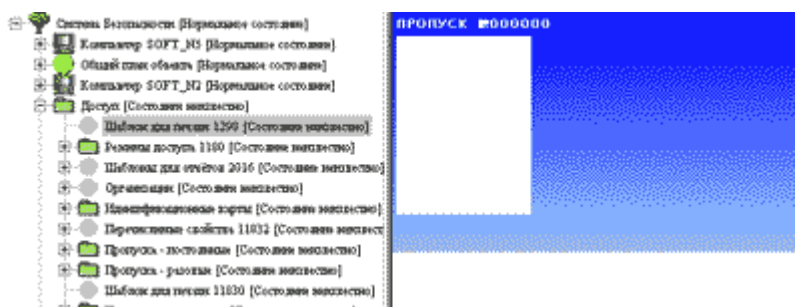 Система Безопасности [Нормальное состояние]
Компьютер SOFT_N5 [Нормальное состояние]
Общий план объекта [Нормальное состояние]
Компьютер SOFT_N2 [Нормальное состояние]
Доступ [Состояние неизвестно]
Шаблон для печати 1290 [Состояние неизвестно]
Режимы доступа 1180 [Состояние неизвестно]
Шаблоны для отчётов 2016 [Состояние неизвестно]
Организации [Состояние неизвестно]
Идентификационные карты [Состояние неизвестно]
Перечисленные свойства 11032 [Состояние неизвест
Пропуска - постоянные [Состояние неизвестно]
Пропуска - разовые [Состояние неизвестно]
Шаблон для печати 11830 [Состояние неизвестно]
ПРОПУСК №000000